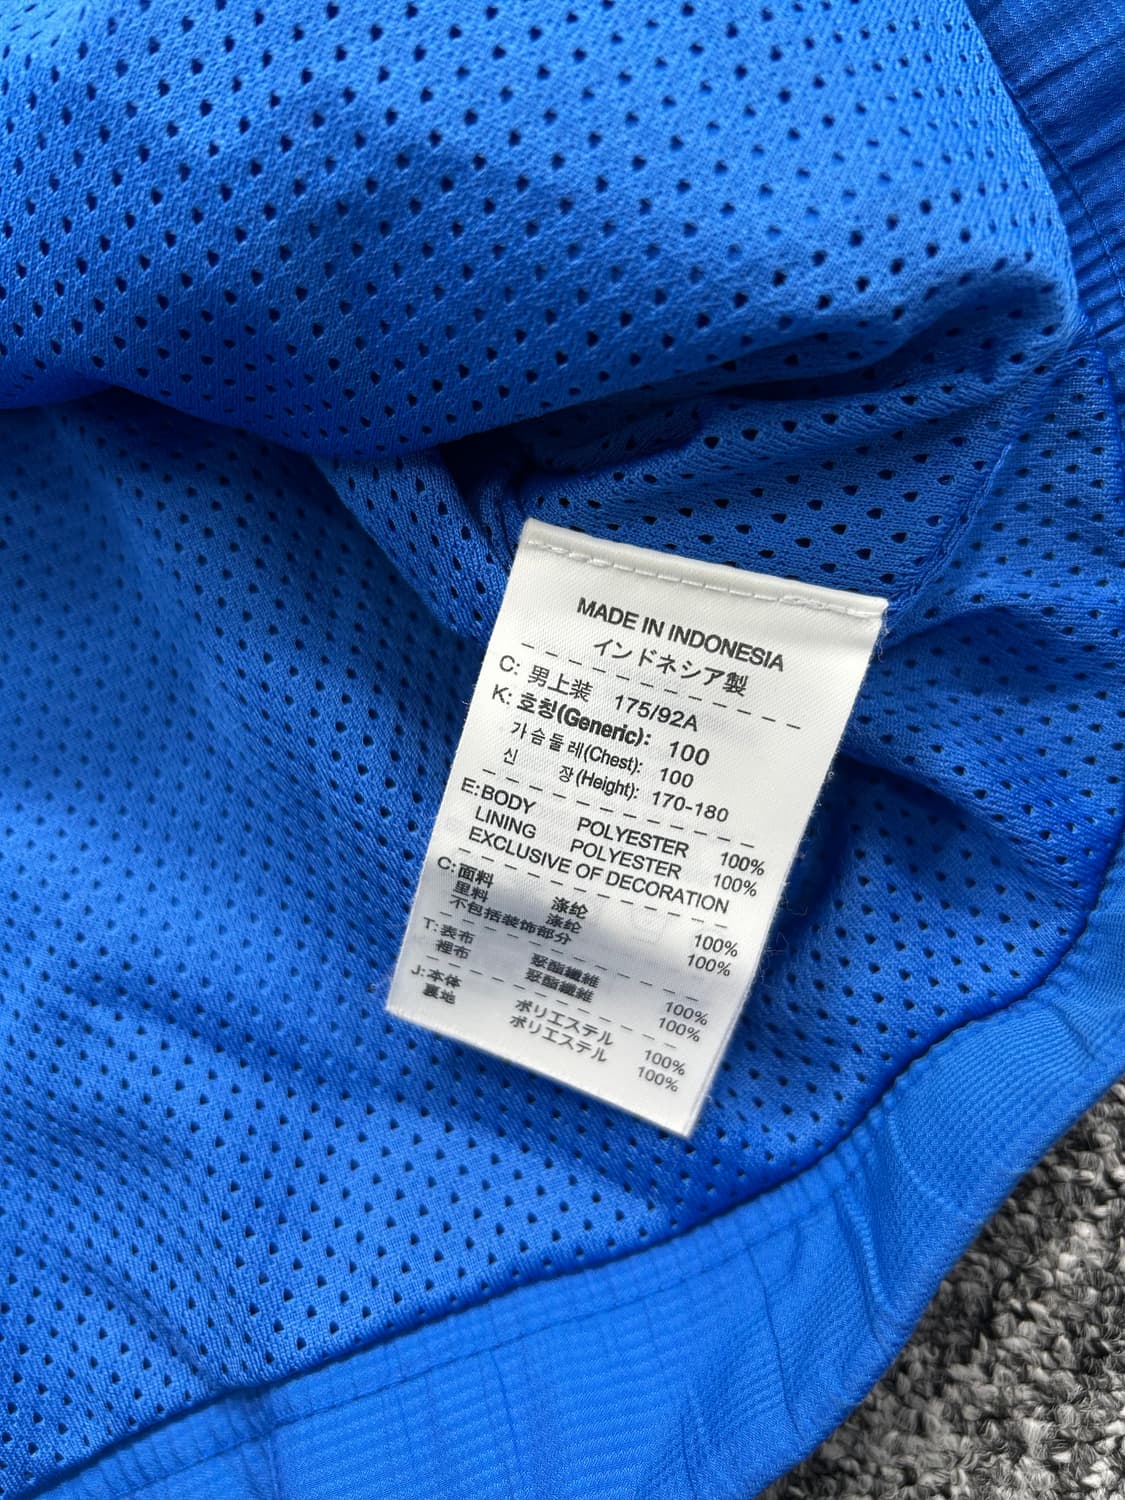 MADE IN INDONESIA
インドネシア製
C: 男上装 175/92A
K: 호칭(Generic): 100
가슴둘레(Chest): 100
신 장(Height): 170-180
E: BODY POLYESTER 100%
LINING POLYESTER 100%
EXCLUSIVE OF DECORATION
C: 面料 涤纶 100%
里料 涤纶 100%
不包括装饰部分
T: 表布 聚酯纖維 100%
裡布 聚酯纖維 100%
J: 本体 ポリエステル 100%
裏地 ポリエステル 100%